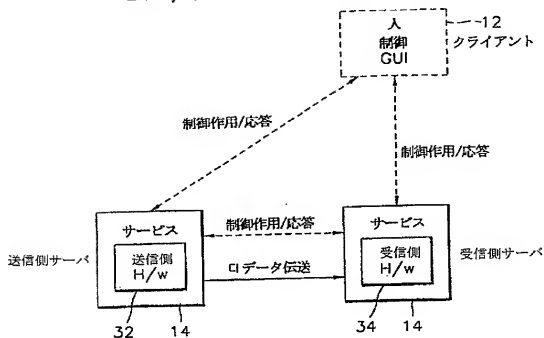 人
制御
GUI
12
クライアント
制御作用/応答
制御作用/応答
サービス
送信側
H/w
送信側サーバ
制御作用/応答
CIデータ伝送
サービス
受信側
H/w
受信側サーバ
32
14
34
14